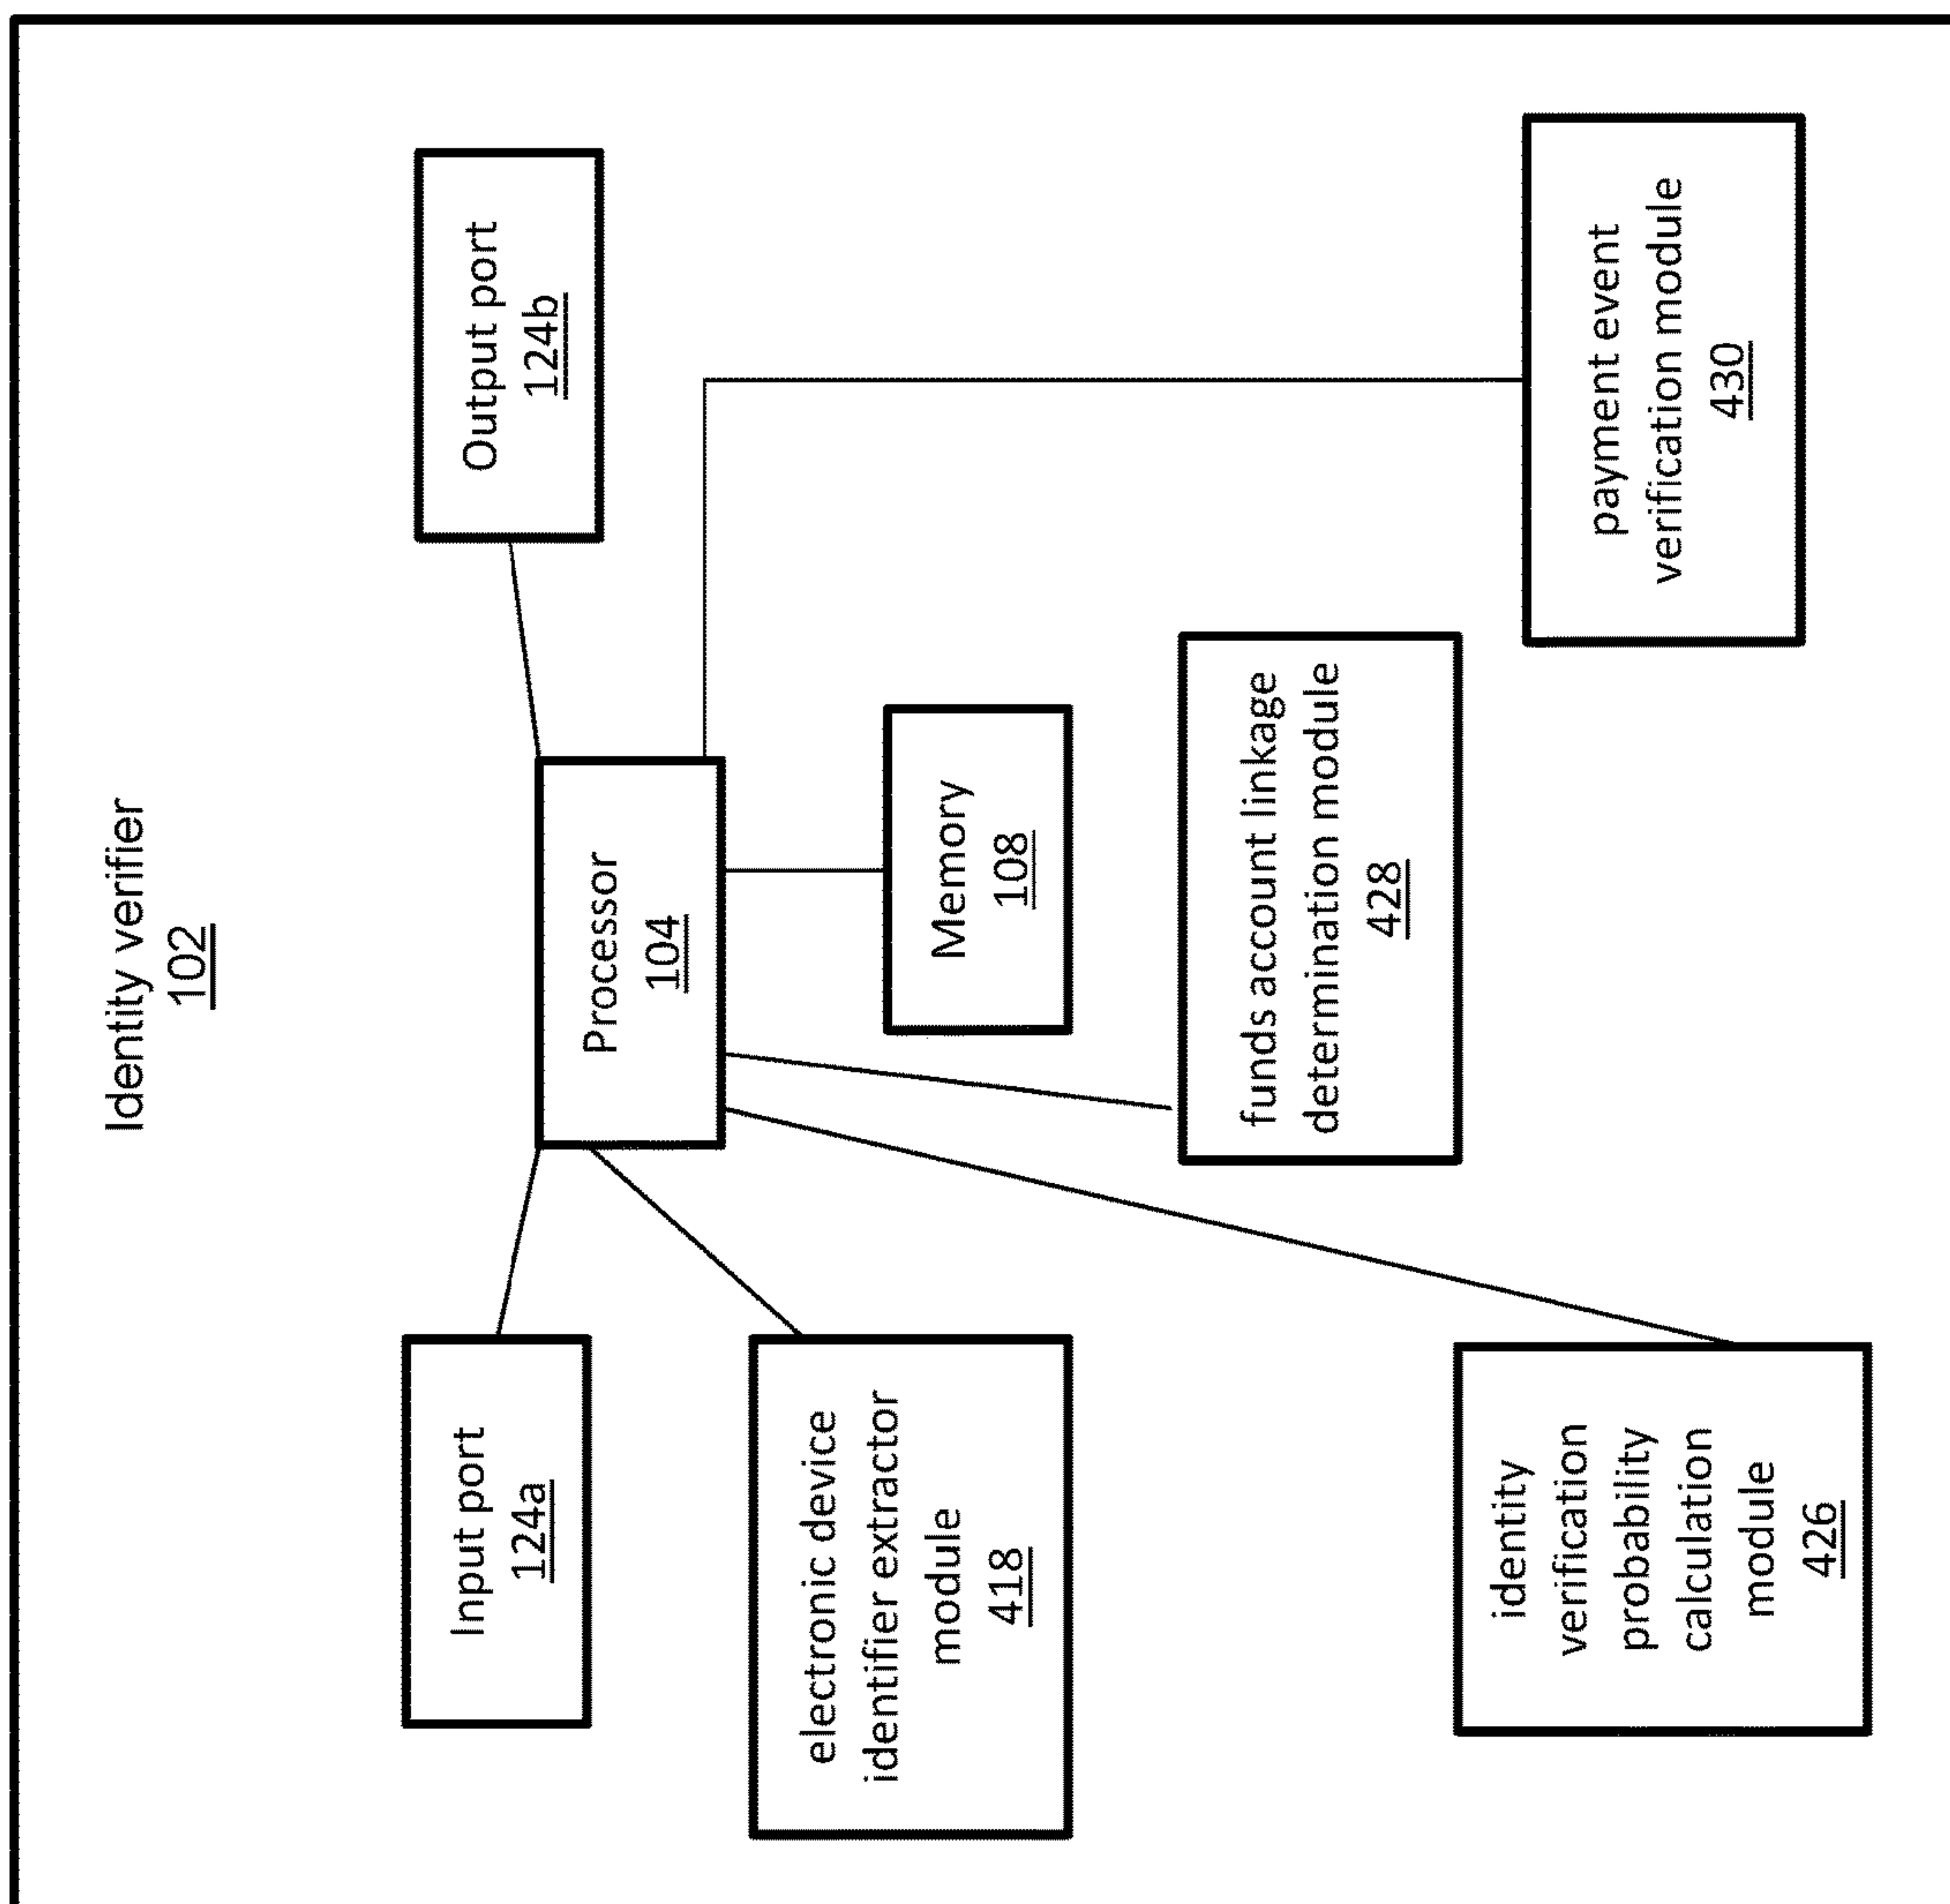 Identity verifier
102
Input port
124a
Output port
124b
Processor
104
electronic device
identifier extractor
module
418
Memory
108
funds account linkage
determination module
428
identity
verification
probability
calculation
module
426
payment event
verification module
430